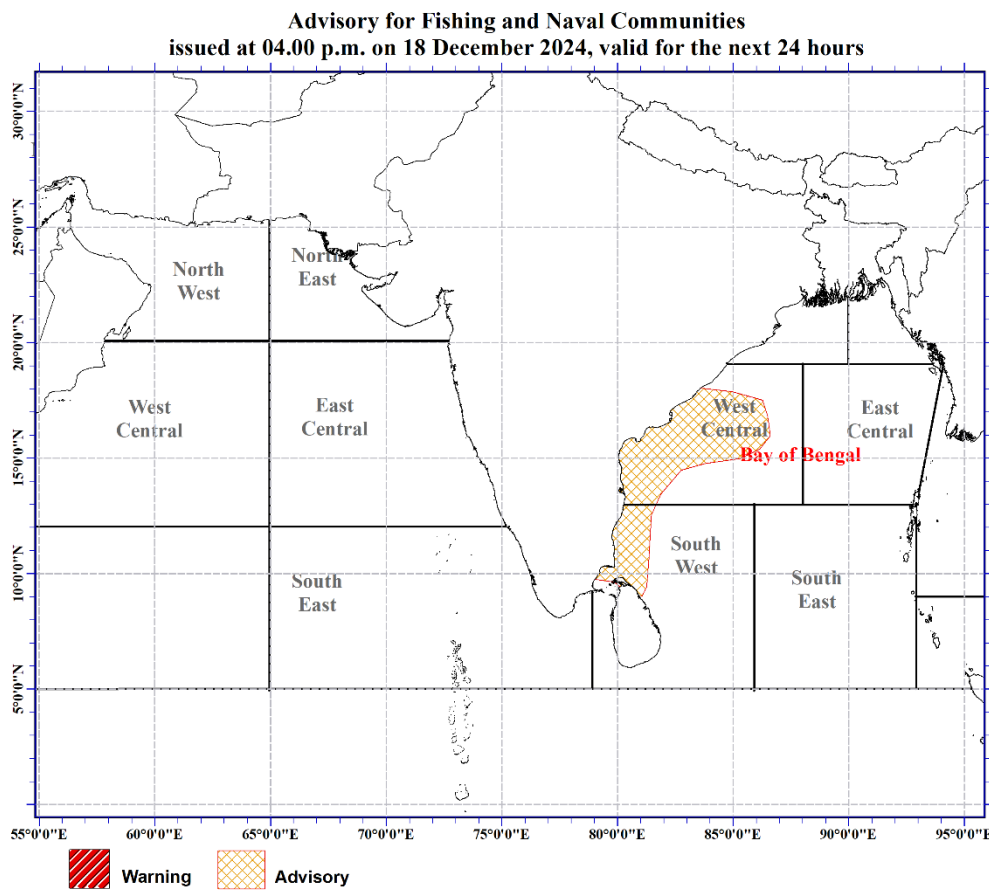 Advisory for Fishing and Naval Communities
issued at 04.00 p.m. on 18 December 2024, valid for the next 24 hours
30°0'0"N
25°0'0"N
20°0'0"N
15°0'0"N
10°0'0"N
5°0'0"N
North
West
North
East
West
Central
East
Central
West
Central
East
Central
Bay of Bengal
South
West
South
East
South
East
55°0'0"E
60°0'0"E
65°0'0"E
70°0'0"E
75°0'0"E
80°0'0"E
85°0'0"E
90°0'0"E
95°0'0"E
Warning
Advisory